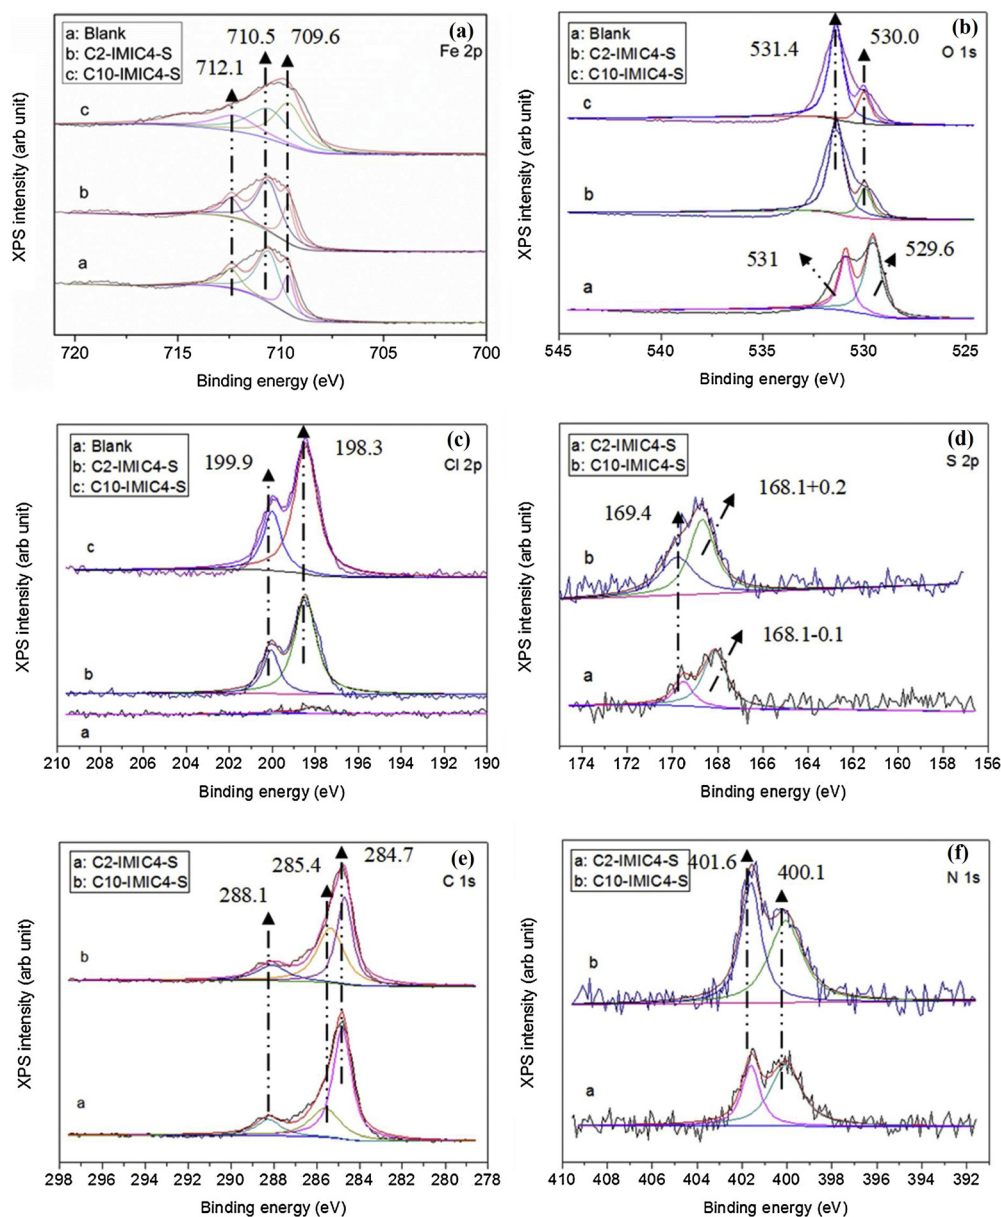 (a)
Fe 2p
a: Blank
b: C2-IMIC4-S
c: C10-IMIC4-S
710.5
709.6
712.1
c
b
a
XPS intensity (arb unit)
720 715 710 705 700
Binding energy (eV)
(b)
O 1s
a: Blank
b: C2-IMIC4-S
c: C10-IMIC4-S
531.4
530.0
c
b
531
529.6
a
XPS intensity (arb unit)
545 540 535 530 525
Binding energy (eV)
(c)
Cl 2p
a: Blank
b: C2-IMIC4-S
c: C10-IMIC4-S
199.9
198.3
c
b
a
XPS intensity (arb unit)
210 208 206 204 202 200 198 196 194 192 190
Binding energy (eV)
(d)
S 2p
a: C2-IMIC4-S
b: C10-IMIC4-S
169.4
168.1+0.2
b
168.1-0.1
a
XPS intensity (arb unit)
174 172 170 168 166 164 162 160 158 156
Binding energy (eV)
(e)
C 1s
a: C2-IMIC4-S
b: C10-IMIC4-S
284.7
285.4
288.1
b
a
XPS intensity (arb unit)
298 296 294 292 290 288 286 284 282 280 278
Binding energy (eV)
(f)
N 1s
a: C2-IMIC4-S
b: C10-IMIC4-S
401.6
400.1
b
a
XPS intensity (arb unit)
410 408 406 404 402 400 398 396 394 392
Binding energy (eV)